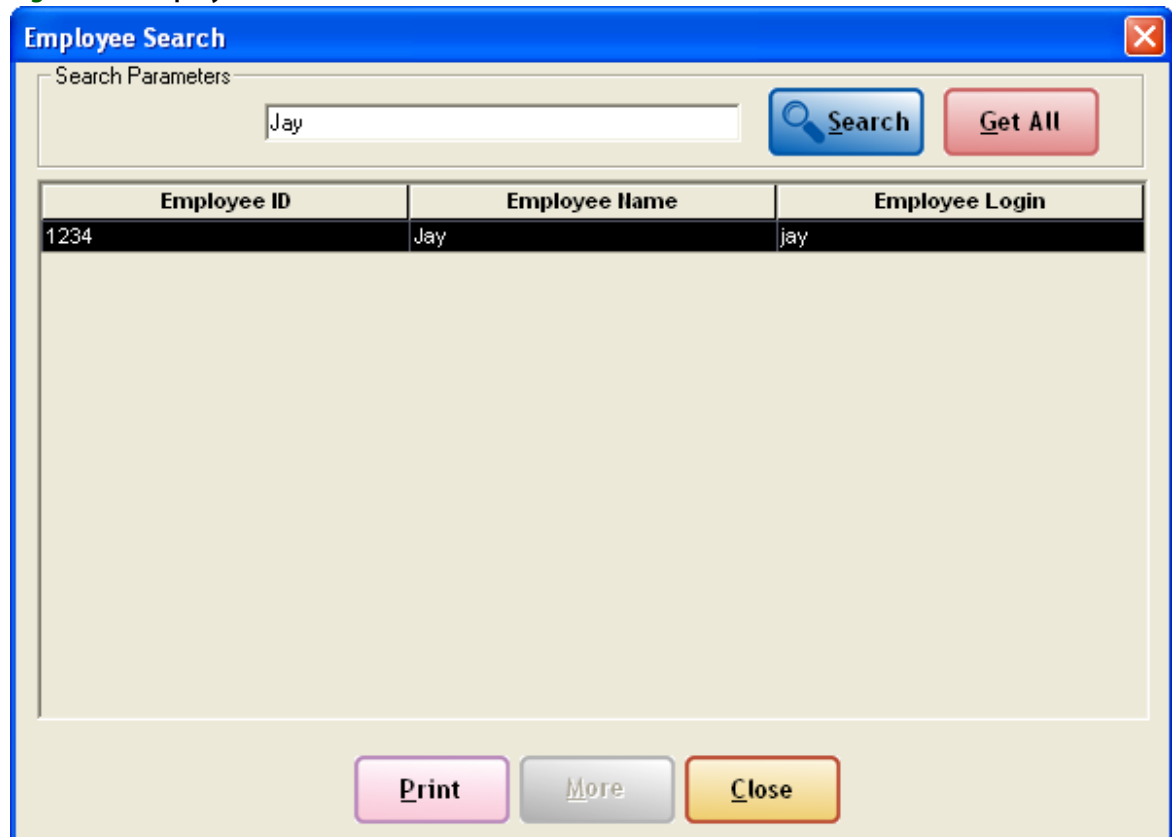 Employee Search
Search Parameters
Jay
Search
Get All
Employee ID Employee Name Employee Login
1234 Jay jay
Print More Close